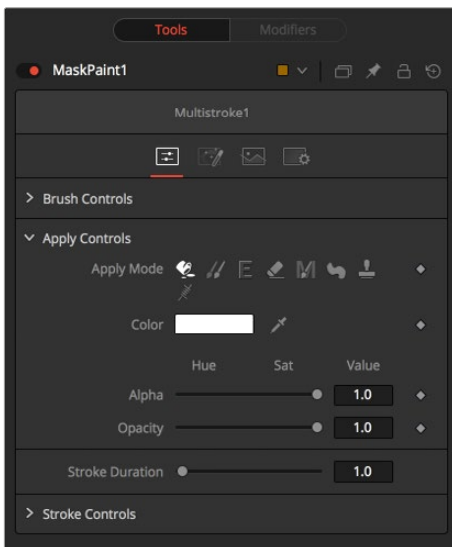 Tools Modifiers
MaskPaint1
Multistroke1
Brush Controls
Apply Controls
Apply Mode
Color
Hue Sat Value
Alpha 1.0
Opacity 1.0
Stroke Duration 1.0
Stroke Controls